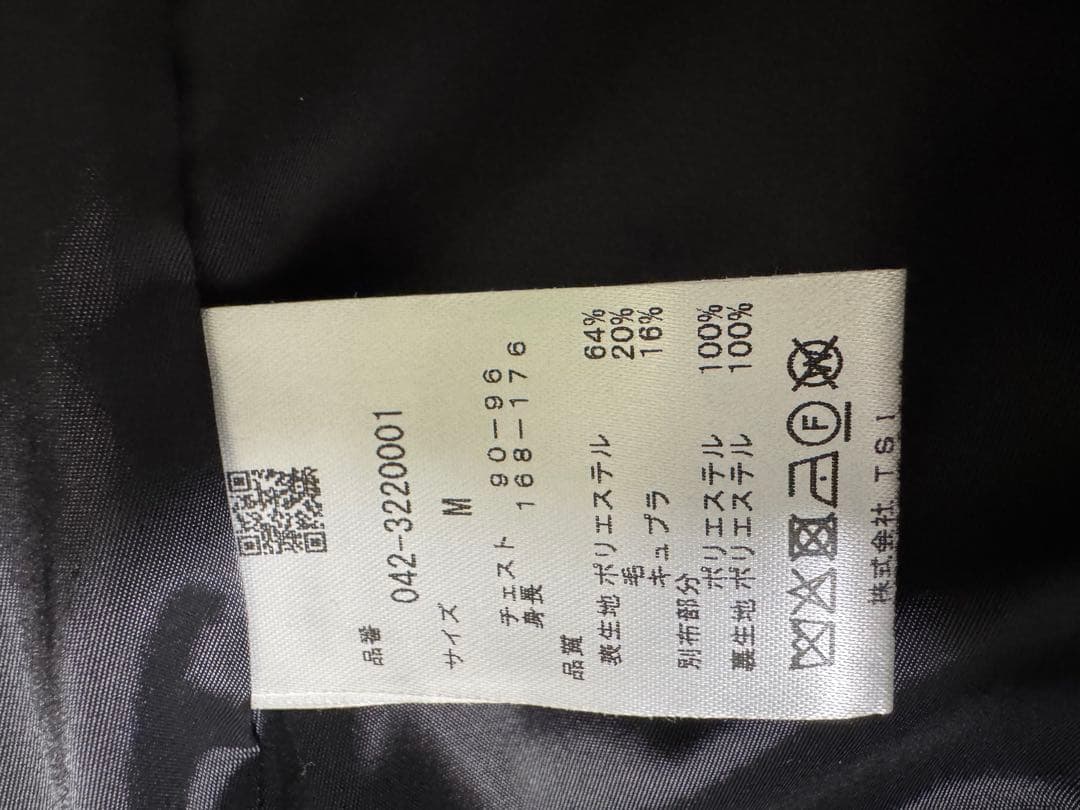 品番
042-3220001
サイズ M
チェスト 90-96
身長 168-176
品質
表生地 ポリエステル 64%
毛 20%
キュプラ 16%
別布部分
ポリエステル 100%
裏生地 ポリエステル 100%
F W
株式会社 TSI